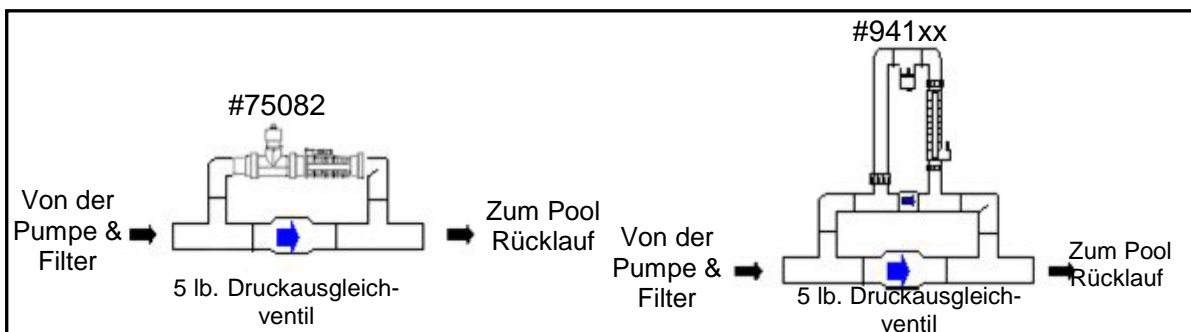 #75082
Von der
Pumpe &
Filter
Zum Pool
Rücklauf
5 lb. Druckausgleich-
ventil
#941xx
Von der
Pumpe &
Filter
Zum Pool
Rücklauf
5 lb. Druckausgleich-
ventil